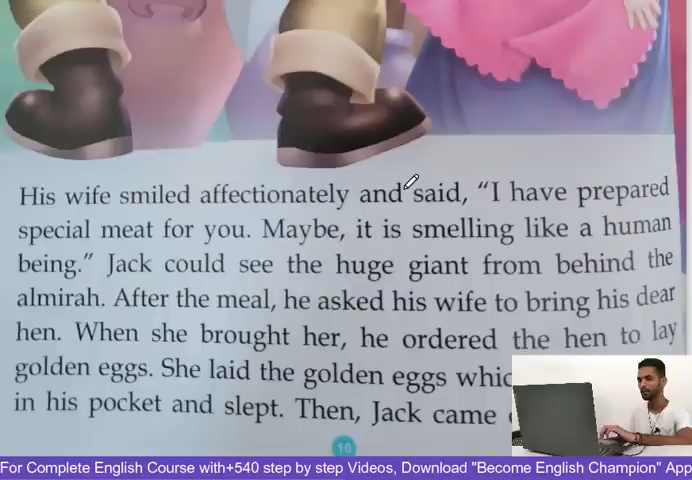 His wife smiled affectionately and said, “I have prepared
special meat for you. Maybe, it is smelling like a human
being.” Jack could see the huge giant from behind the
almirah. After the meal, he asked his wife to bring his dear
hen. When she brought her, he ordered the hen to lay
golden eggs. She laid the golden eggs
in his pocket and slept. Then, Jack came
10
For Complete English Course with+540 step by step Videos, Download "Become English Champion" App